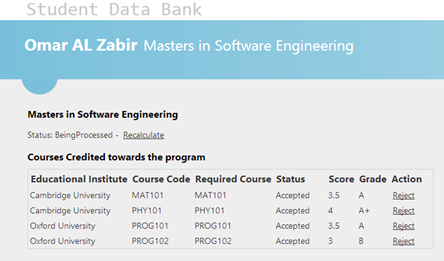 Student Data Bank
Omar AL Zabir Masters in Software Engineering
Masters in Software Engineering
Status: BeingProcessed - Recalculate
Courses Credited towards the program
Educational Institute Course Code Required Course Status Score Grade Action
Cambridge University MAT101 MAT101 Accepted 3.5 A Reject
Cambridge University PHY101 PHY101 Accepted 4 A+ Reject
Oxford University PROG101 PROG101 Accepted 3.5 A Reject
Oxford University PROG102 PROG102 Accepted 3 B Reject